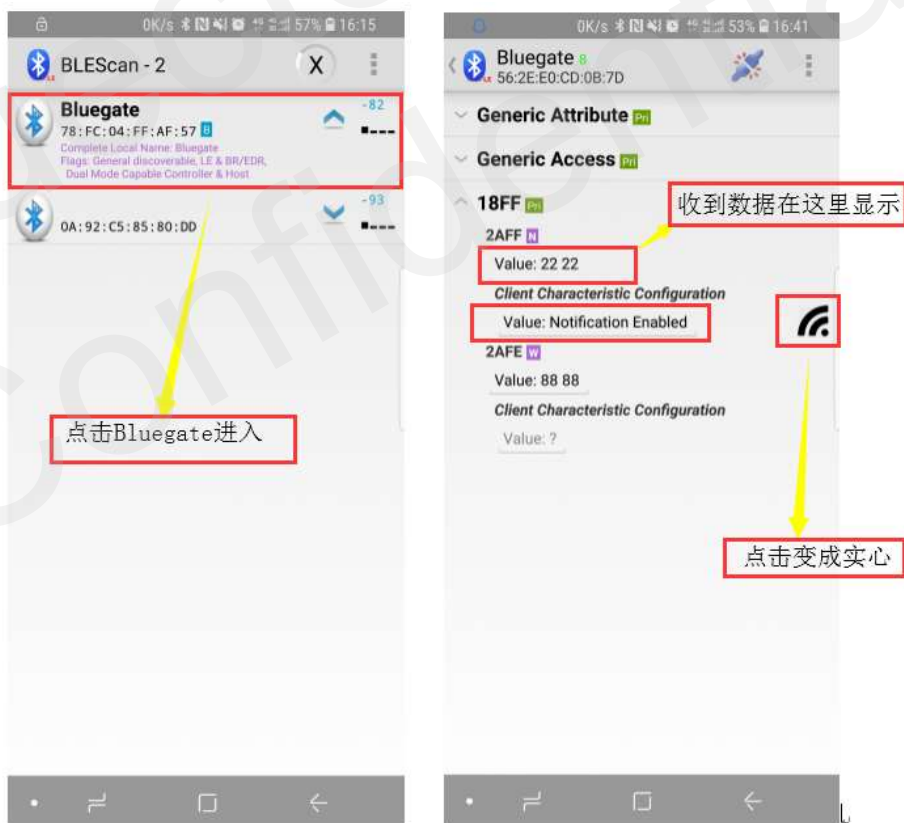 0K/s 57% 16:15
BLEScan - 2
X
Bluegate
-82
78:FC:04:FF:AF:57 B
Complete Local Name: Bluegate
Flags: General discoverable, LE & BR/EDR,
Dual Mode Capable Controller & Host
-93
0A:92:C5:85:80:DD
点击Bluegate进入
0K/s 53% 16:41
Bluegate 8
56:2E:E0:CD:0B:7D
Generic Attribute Pri
Generic Access Pri
18FF Pri
收到数据在这里显示
2AFF N
Value: 22 22
Client Characteristic Configuration
Value: Notification Enabled
2AFE W
Value: 88 88
Client Characteristic Configuration
Value: ?
点击变成实心
Confidential